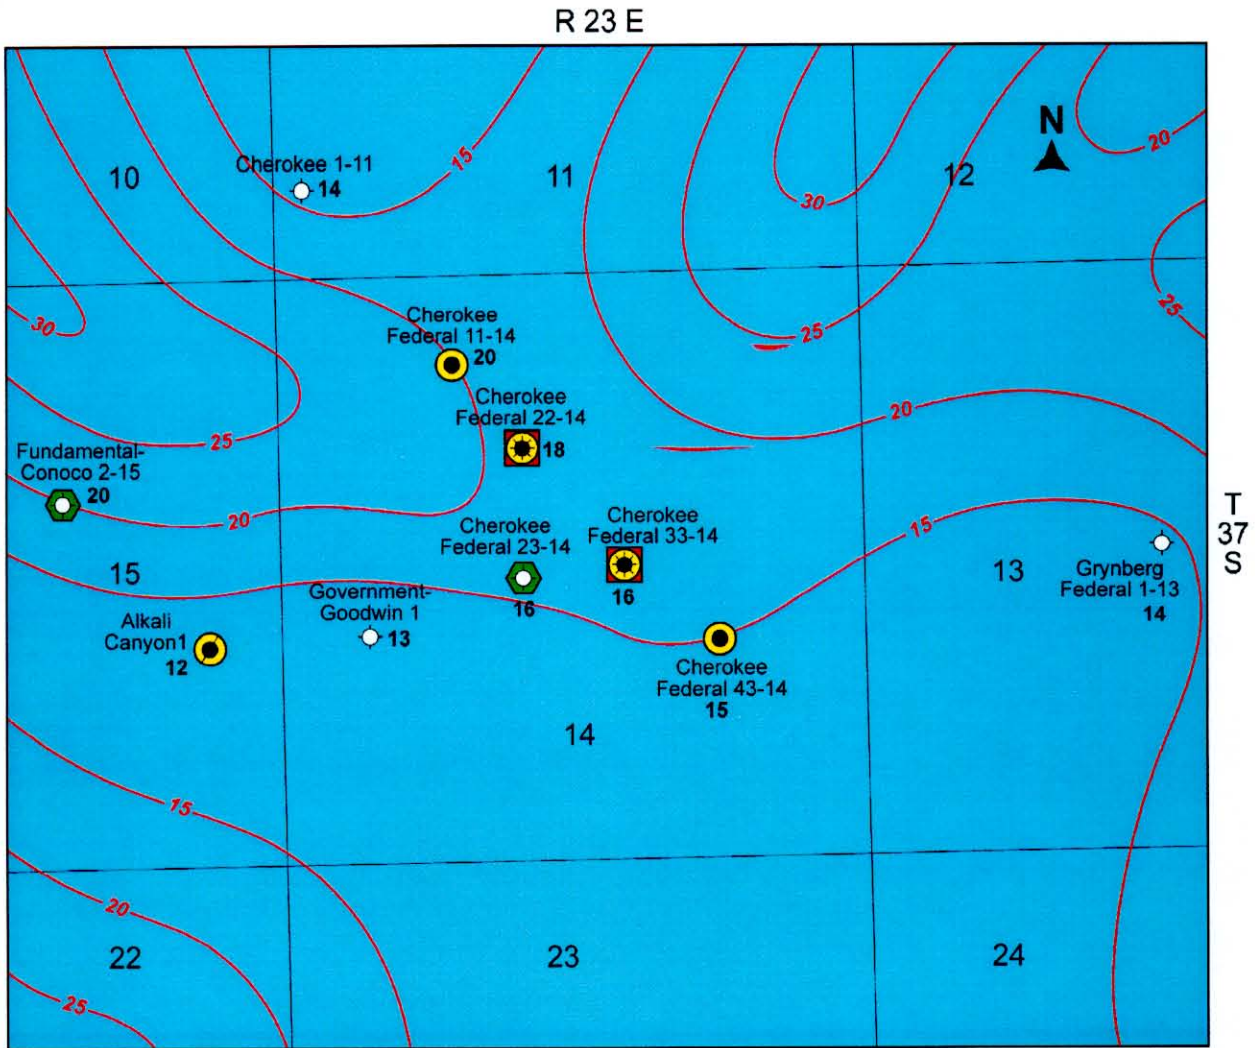 R 23 E
N
20
10
Cherokee 1-11
14
15
11
12
30
25
30
25
Cherokee
Federal 11-14
20
Cherokee
Federal 22-14
18
20
25
Fundamental-
Conoco 2-15
20
20
Cherokee
Federal 23-14
16
Cherokee
Federal 33-14
16
15
T
37
S
15
Government-
Goodwin 1
13
13
Grynberg
Federal 1-13
14
Alkali
Canyon1
12
Cherokee
Federal 43-14
15
14
15
20
22
23
24
25